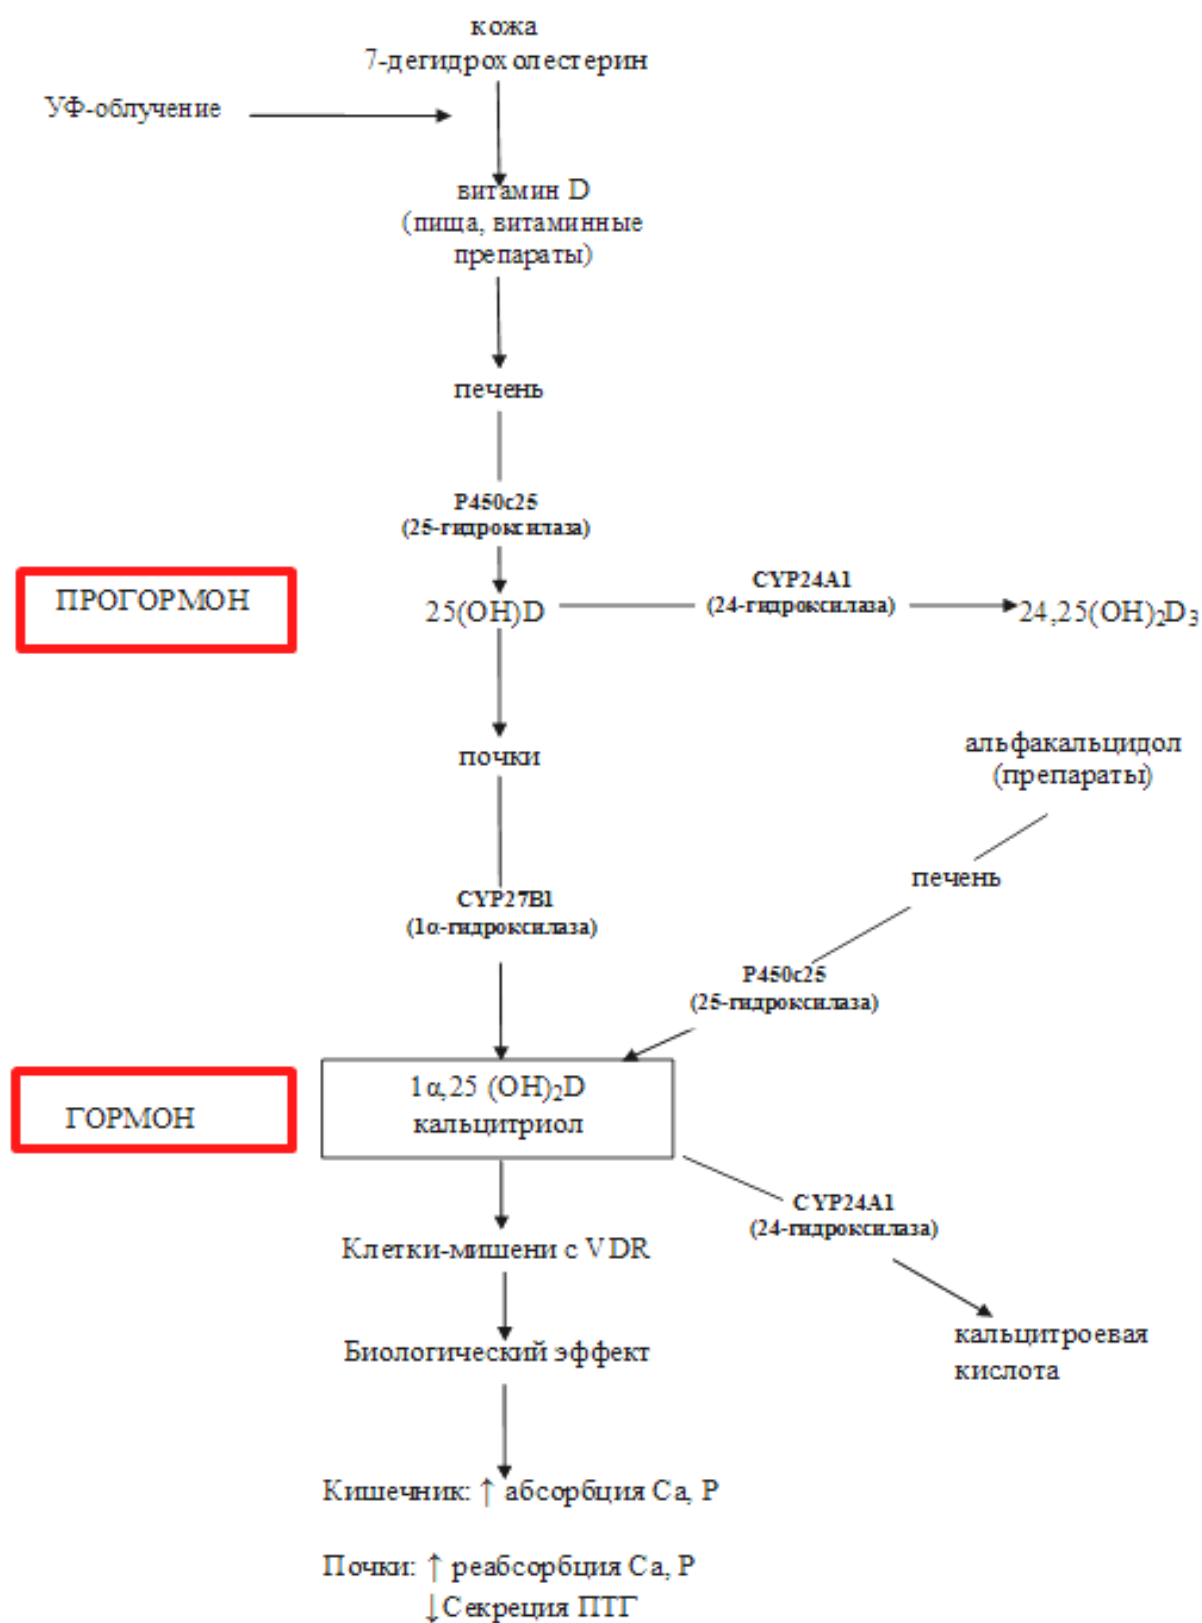 кожа
7-дегидрохолестерин
УФ-облучение
витамин D
(пища, витаминные
препараты)
печень
P450c25
(25-гидроксилаза)
ПРОГОРМОН
25(OH)D
CYP24A1
(24-гидроксилаза)
24,25(OH)₂D₃
почки
альфакальцидол
(препараты)
печень
CYP27B1
(1α-гидроксилаза)
P450c25
(25-гидроксилаза)
ГОРМОН
1α,25 (OH)₂D
кальцитриол
CYP24A1
(24-гидроксилаза)
Клетки-мишени с VDR
кальцитроевая
кислота
Биологический эффект
Кишечник: ↑ абсорбция Ca, P
Почки: ↑ реабсорбция Ca, P
↓ Секреция ПТГ